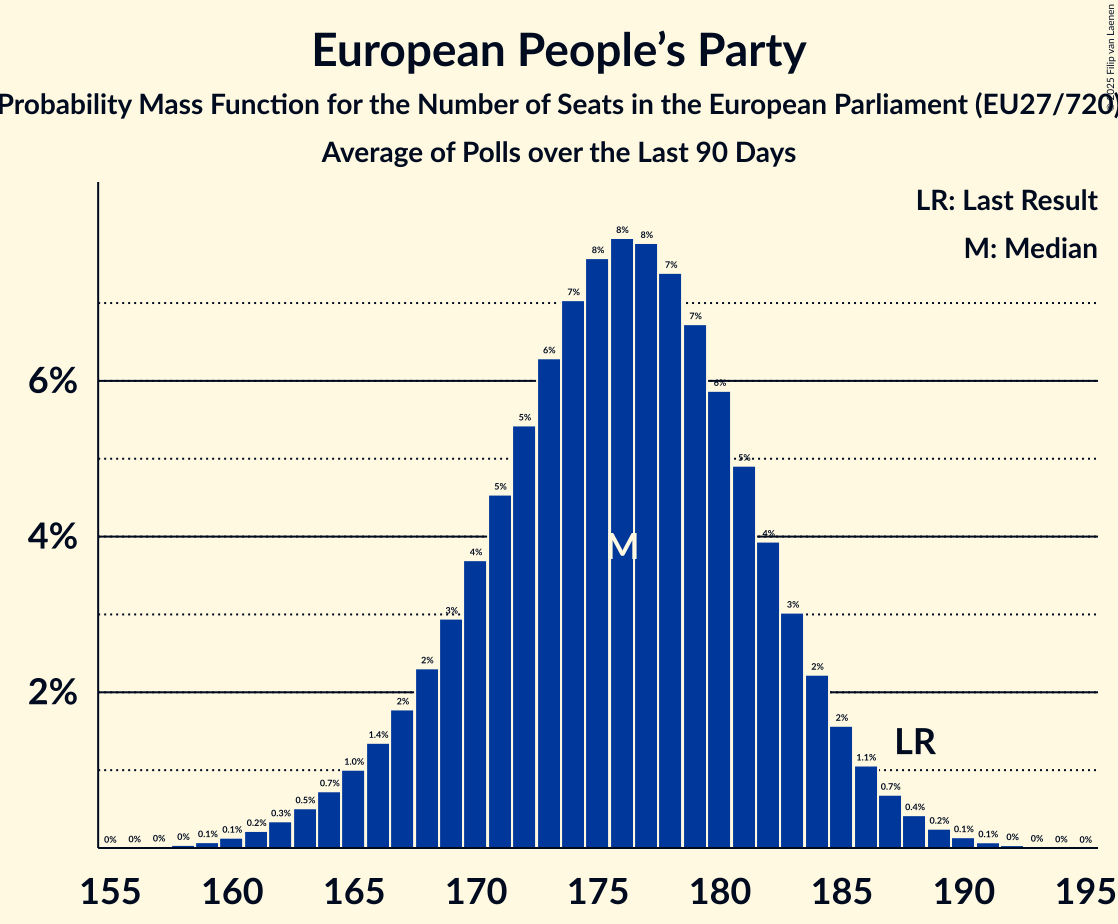 European People’s Party
Probability Mass Function for the Number of Seats in the European Parliament (EU27/720)
Average of Polls over the Last 90 Days
© 2025 Filip van Laenen
LR: Last Result
M: Median
8%
8% 8%
7% 7%
7%
6% 6%
6%
5% 5%
5%
4% 4%
4%
M
3% 3%
2% 2%
2%
2% 2%
LR
1.4%
1.0% 1.1%
0.7% 0.7%
0.5%
0.3% 0.4%
0% 0% 0% 0% 0.1% 0.1% 0.2% 0.2% 0.1% 0.1% 0% 0% 0% 0%
155 160 165 170 175 180 185 190 195